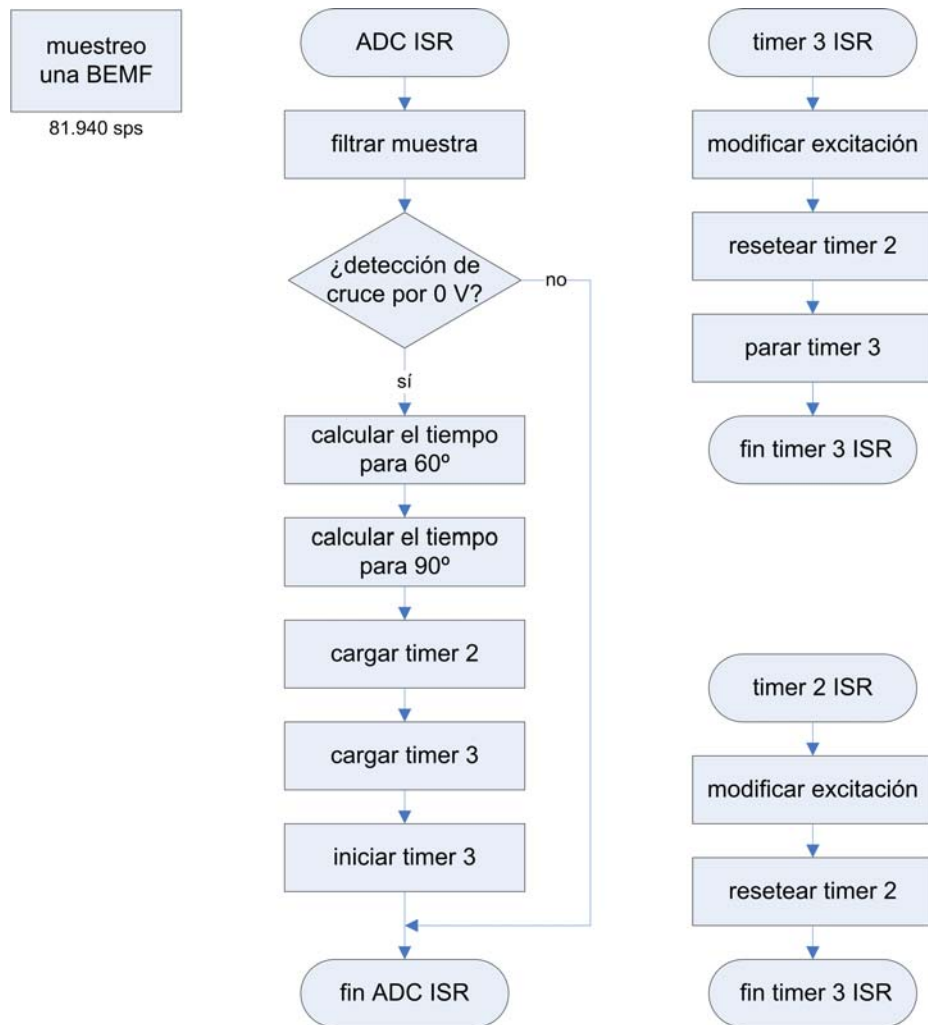 muestreo
una BEMF
81.940 sps
ADC ISR
filtrar muestra
¿detección de
cruce por 0 V?
no
sí
calcular el tiempo
para 60º
calcular el tiempo
para 90º
cargar timer 2
cargar timer 3
iniciar timer 3
fin ADC ISR
timer 3 ISR
modificar excitación
resetear timer 2
parar timer 3
fin timer 3 ISR
timer 2 ISR
modificar excitación
resetear timer 2
fin timer 3 ISR